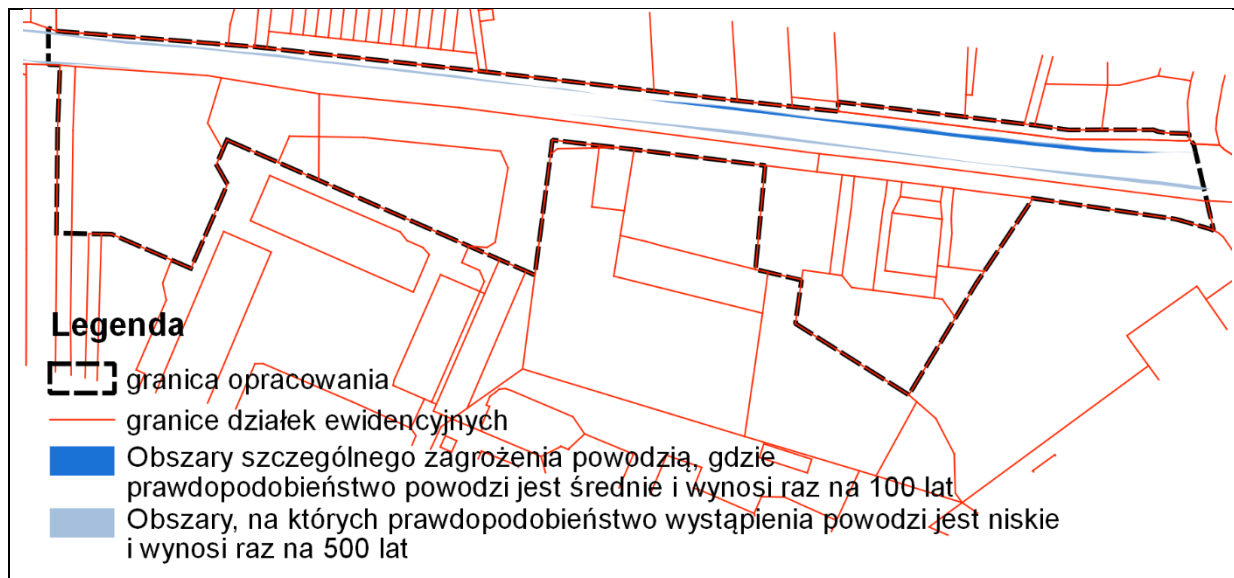 Legenda
granica opracowania
granice działek ewidencyjnych
Obszary szczególnego zagrożenia powodzią, gdzie
prawdopodobieństwo powodzi jest średnie i wynosi raz na 100 lat
Obszary, na których prawdopodobieństwo wystąpienia powodzi jest niskie
i wynosi raz na 500 lat